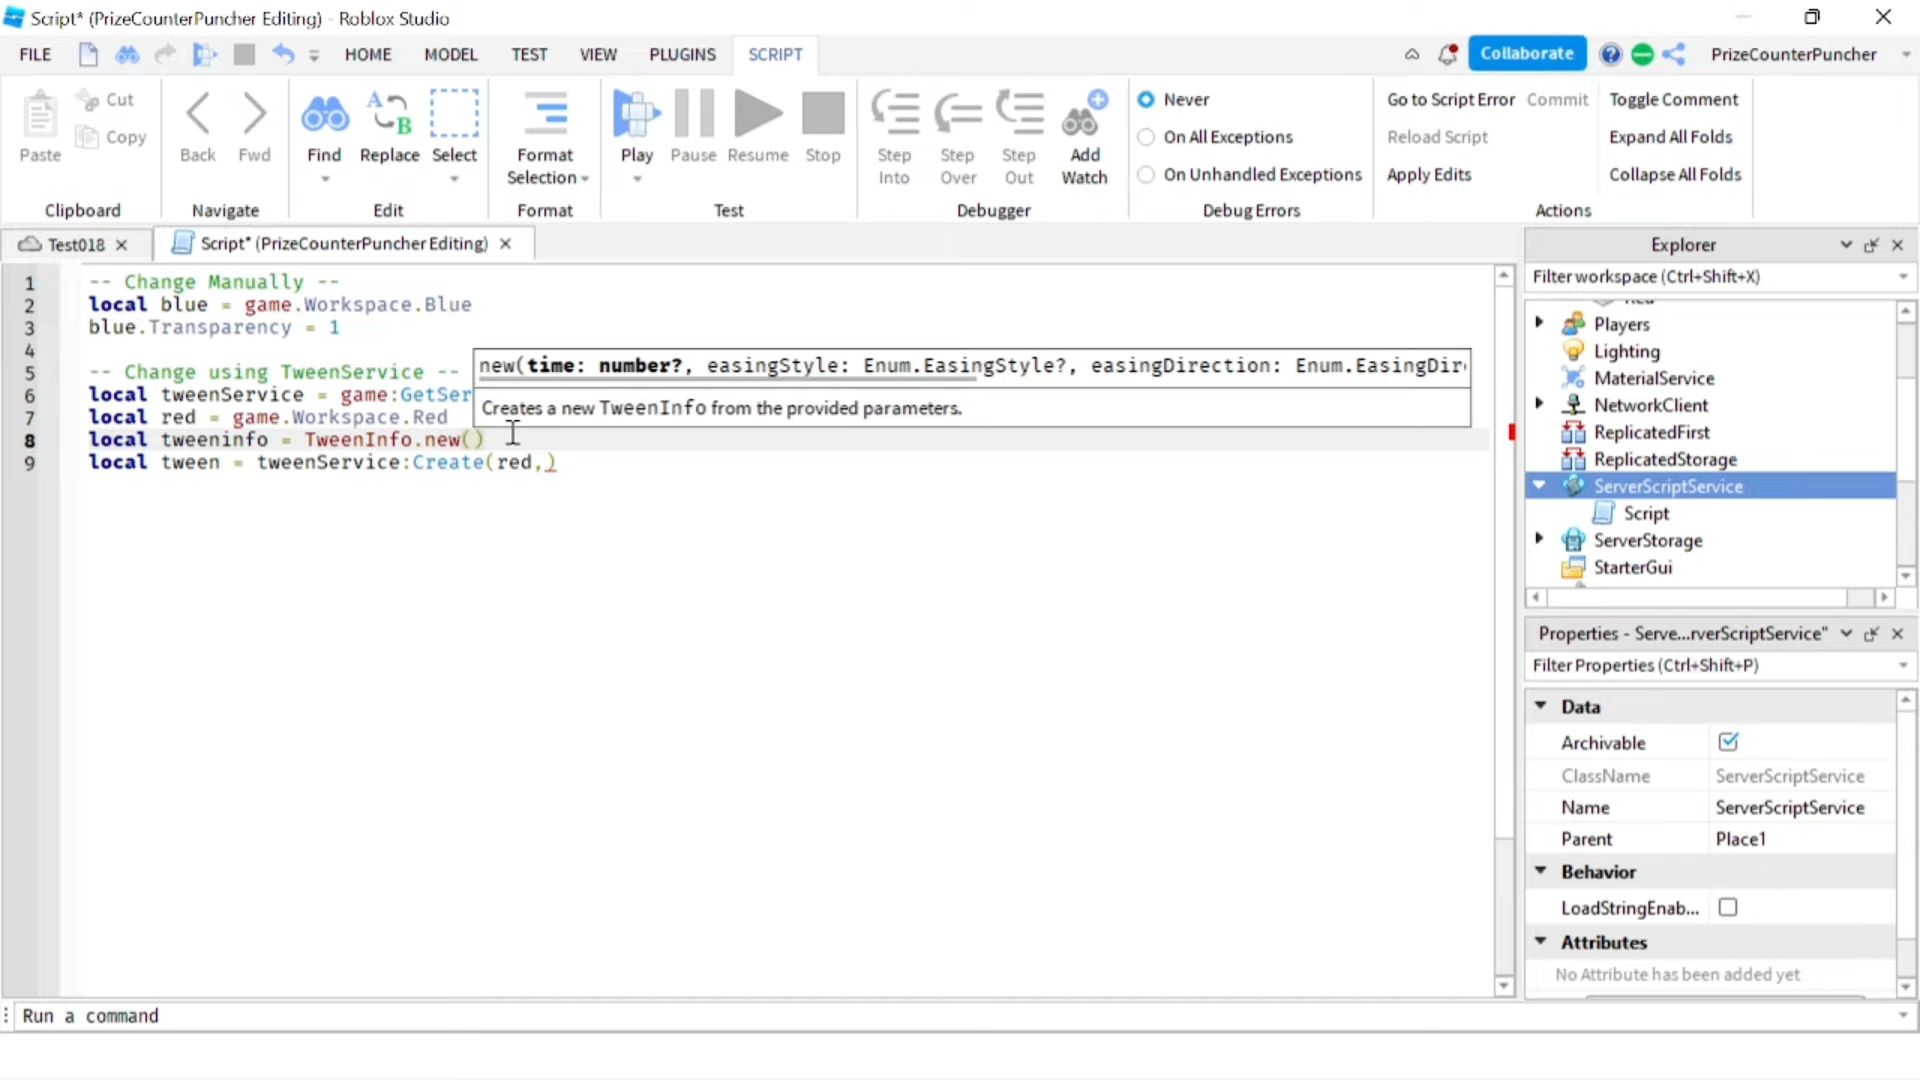 Script* (PrizeCounterPuncher Editing) - Roblox Studio
FILE HOME MODEL TEST VIEW PLUGINS SCRIPT Collaborate PrizeCounterPuncher
Paste Cut Copy Back Fwd Find Replace Select Format Selection Play Pause Resume Stop Step Into Step Over Step Out Add Watch
Never
On All Exceptions
On Unhandled Exceptions
Go to Script Error Commit Toggle Comment
Reload Script Expand All Folds
Apply Edits Collapse All Folds
Clipboard Navigate Edit Format Test Debugger Debug Errors Actions
Test018 Script* (PrizeCounterPuncher Editing)
1 -- Change Manually --
2 local blue = game.Workspace.Blue
3 blue.Transparency = 1
4
5 -- Change using TweenService --
6 local tweenService = game:GetSer
7 local red = game.Workspace.Red
8 local tweeninfo = TweenInfo.new()
9 local tween = tweenService:Create(red,)
new(time: number?, easingStyle: Enum.EasingStyle?, easingDirection: Enum.EasingDir
Creates a new TweenInfo from the provided parameters.
Explorer
Filter workspace (Ctrl+Shift+X)
Players
Lighting
MaterialService
NetworkClient
ReplicatedFirst
ReplicatedStorage
ServerScriptService
Script
ServerStorage
StarterGui
Properties - Serve...rverScriptService"
Filter Properties (Ctrl+Shift+P)
Data
Archivable
ClassName ServerScriptService
Name ServerScriptService
Parent Place1
Behavior
LoadStringEnab...
Attributes
No Attribute has been added yet
Run a command